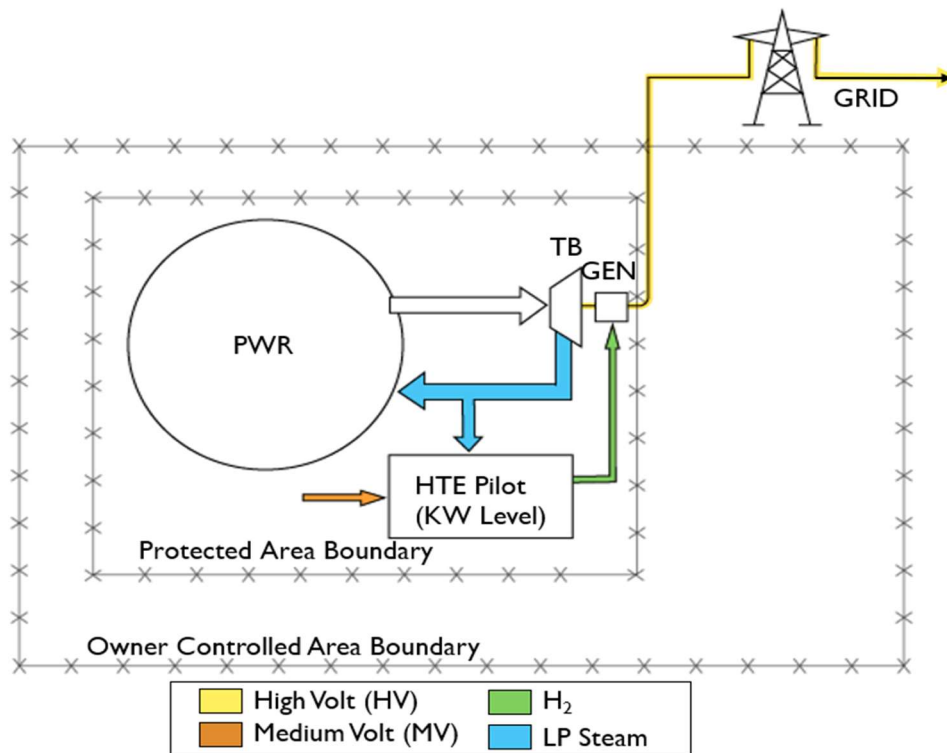 GRID
TB
GEN
PWR
HTE Pilot
(KW Level)
Protected Area Boundary
Owner Controlled Area Boundary
High Volt (HV)
H₂
Medium Volt (MV)
LP Steam